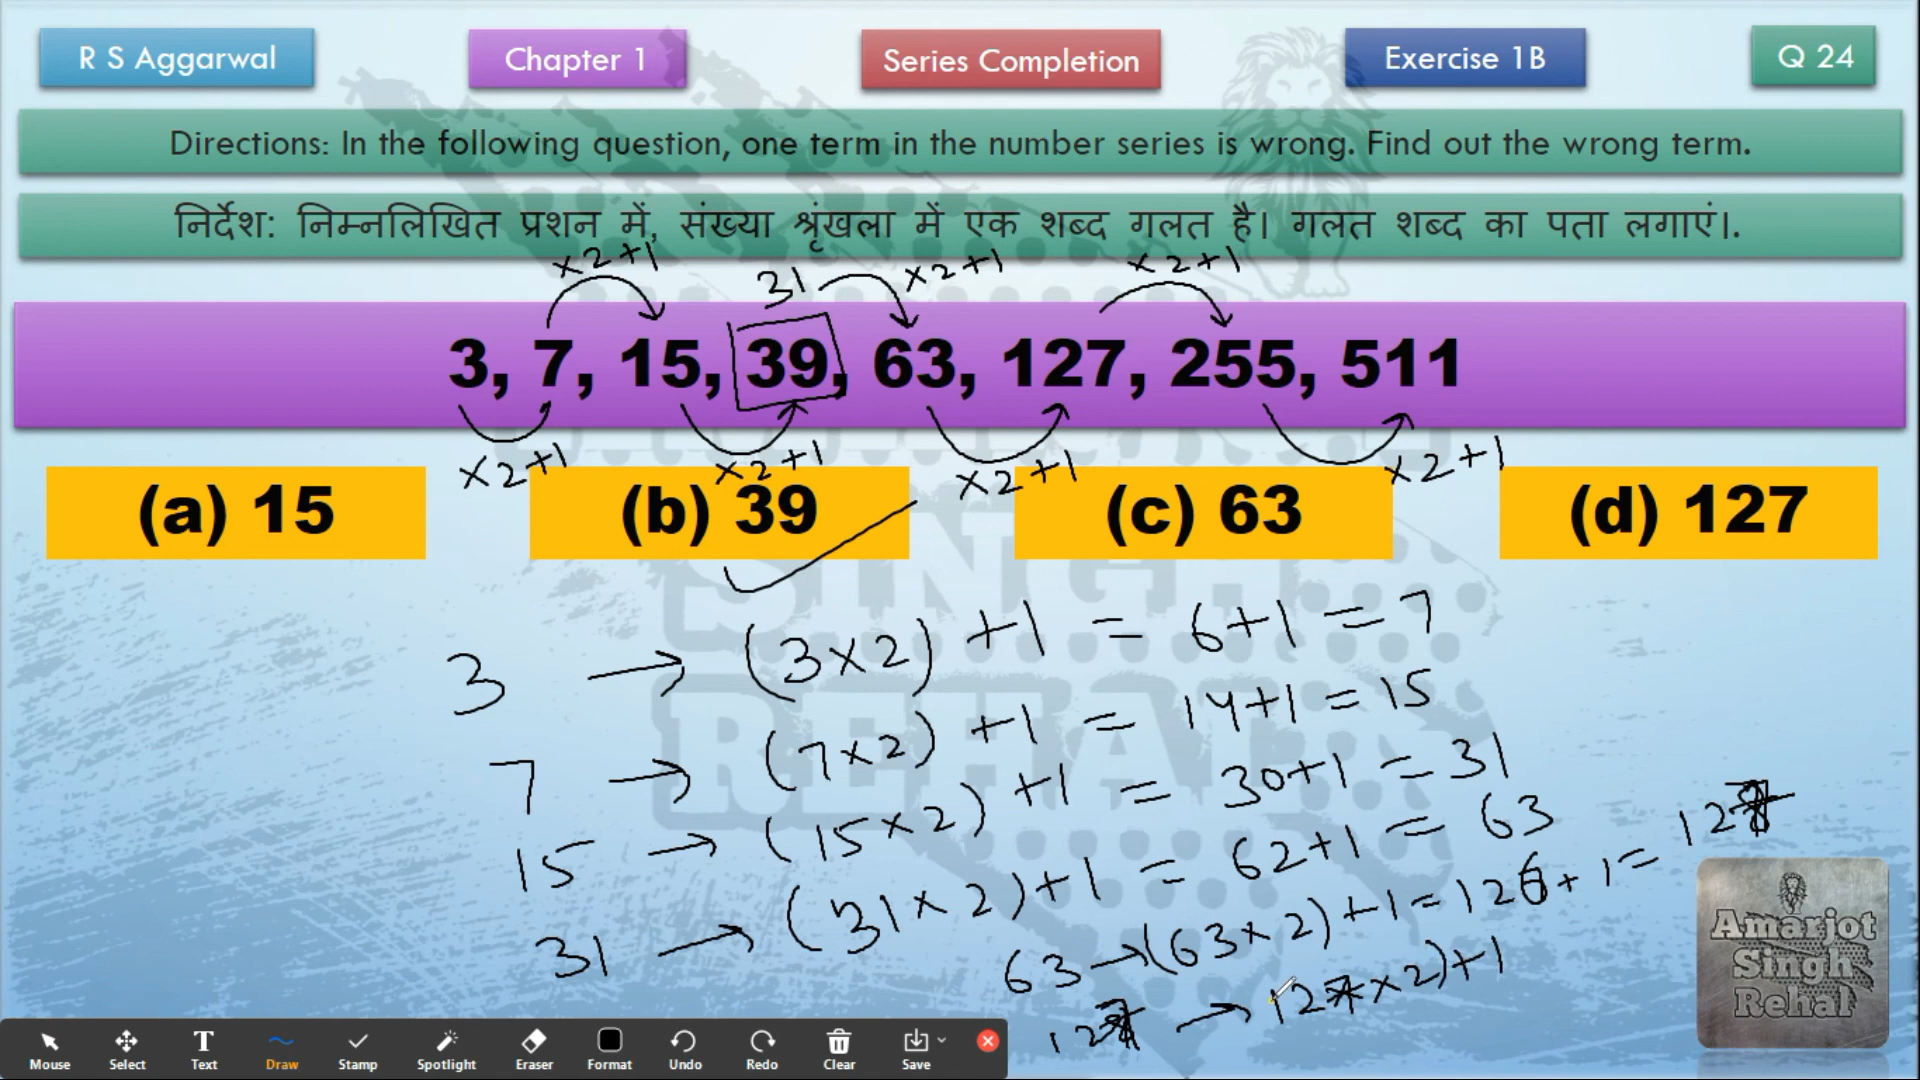 R S Aggarwal
Chapter 1
Series Completion
Exercise 1B
Q 24
Directions: In the following question, one term in the number series is wrong. Find out the wrong term.
निर्देश: निम्नलिखित प्रशन में, संख्या श्रृंखला में एक शब्द गलत है। गलत शब्द का पता लगाएं।.
×2+1
31
×2+1
×2+1
3, 7, 15, 39, 63, 127, 255, 511
×2+1
×2+1
×2+1
×2+1
(a) 15
(b) 39
(c) 63
(d) 127
3 → (3×2) +1 = 6+1 = 7
7 → (7×2) +1 = 14+1 = 15
15 → (15×2) +1 = 30+1 = 31
31 → (31×2)+1 = 62+1 = 63
63 → (63×2)+1 = 126+1 = 127
127 → 127×2)+1
SINGH
REHAL
Amarjot
Singh
Rehal
Mouse
Select
Text
Draw
Stamp
Spotlight
Eraser
Format
Undo
Redo
Clear
Save